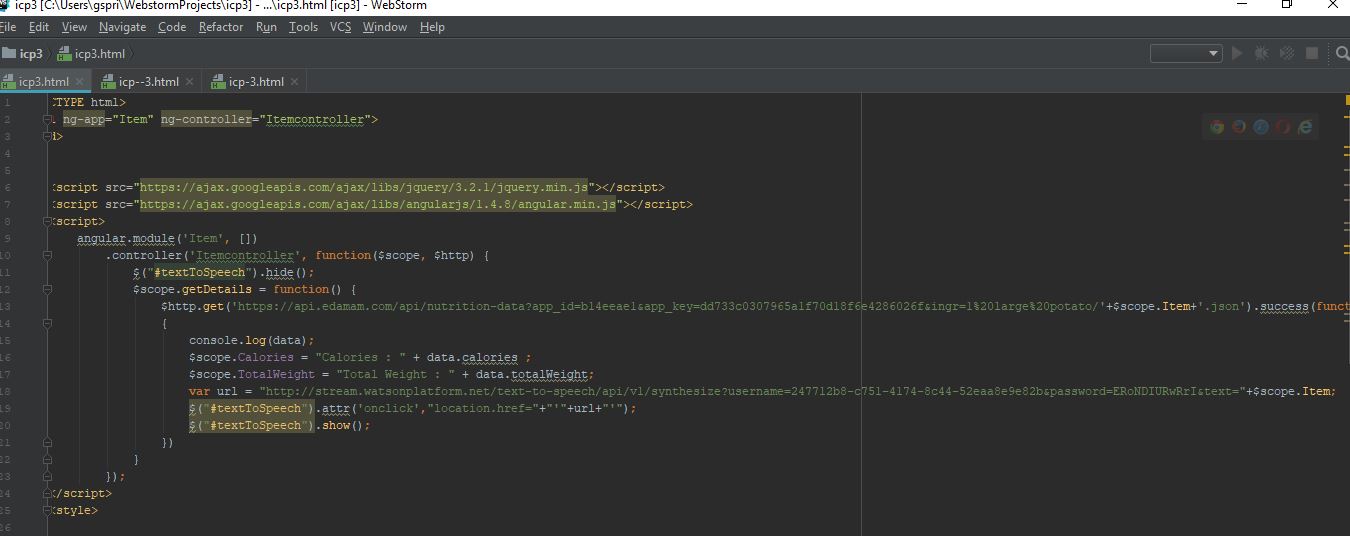 icp3 [C:\Users\gspri\WebstormProjects\icp3] - ...\icp3.html [icp3] - WebStorm
File Edit View Navigate Code Refactor Run Tools VCS Window Help
icp3 icp3.html
icp3.html icp--3.html icp-3.html
1 TYPE html>
2 ng-app="Item" ng-controller="Itemcontroller">
3 >
4
5
6 <script src="https://ajax.googleapis.com/ajax/libs/jquery/3.2.1/jquery.min.js"></script>
7 <script src="https://ajax.googleapis.com/ajax/libs/angularjs/1.4.8/angular.min.js"></script>
8 <script>
9 angular.module('Item', [])
10 .controller('Itemcontroller', function($scope, $http) {
11 $("#textToSpeech").hide();
12 $scope.getDetails = function() {
13 $http.get('https://api.edamam.com/api/nutrition-data?app_id=b14eeae1&app_key=dd733c0307965a1f70d18f6e4286026f&ingr=1%20large%20potato/'+$scope.Item+'.json').success(funct
14 {
15 console.log(data);
16 $scope.Calories = "Calories : " + data.calories ;
17 $scope.TotalWeight = "Total Weight : " + data.totalWeight;
18 var url = "http://stream.watsonplatform.net/text-to-speech/api/v1/synthesize?username=247712b8-c751-4174-8c44-52eaa8e9e82b&password=ERoNDIURwRrI&text="+$scope.Item;
19 $("#textToSpeech").attr('onclick',"location.href="+"'"+url+"'");
20 $("#textToSpeech").show();
21 })
22 }
23 });
24 </script>
25 <style>
26